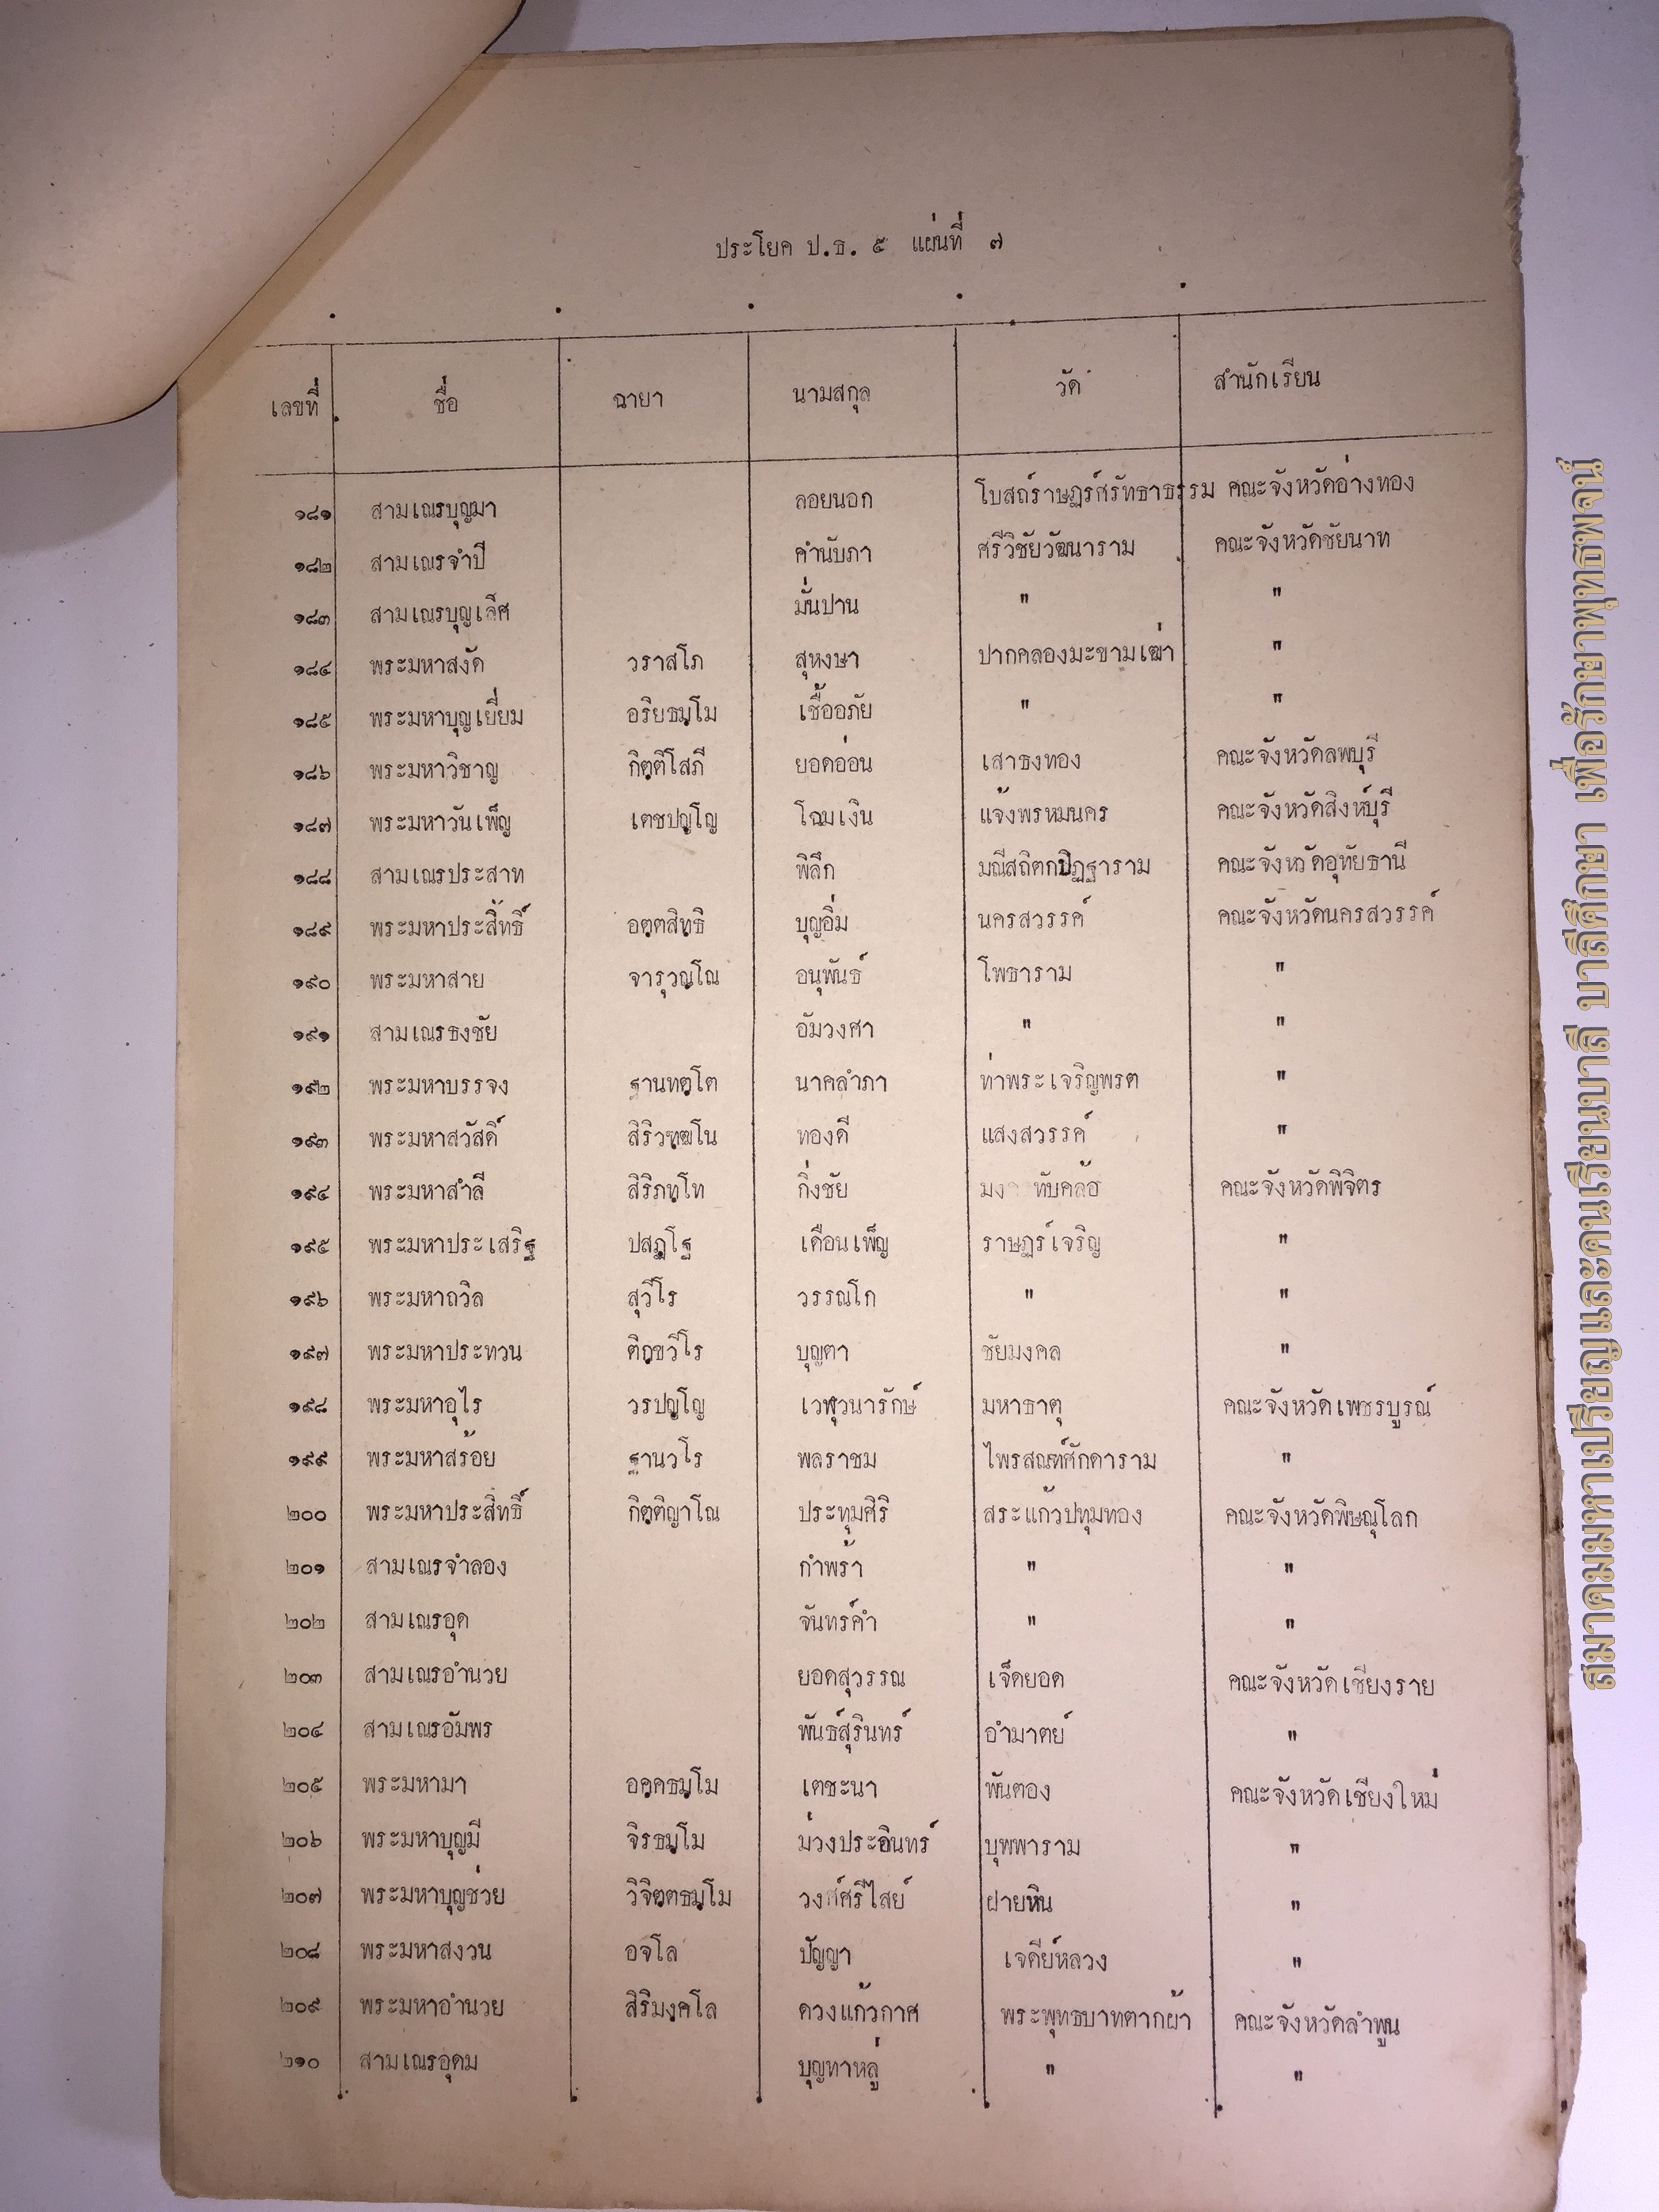 ประโยค ป.ธ. ๕ แผ่นที่ ๗
เลขที่ ชื่อ ฉายา นามสกุล วัด สำนักเรียน
๑๘๑ สามเณรบุญมา ลอยนอก โบสถ์ราษฎร์ศรัทธาธรรม คณะจังหวัดอ่างทอง
๑๘๒ สามเณรจำปี คำนับภา ศรีวิชัยวัฒนาราม คณะจังหวัดชัยนาท
๑๘๓ สามเณรบุญเลิศ มั่นปาน " "
๑๘๔ พระมหาสงัด วราสโภ สุหงษา ปากคลองมะขามเฒ่า "
๑๘๕ พระมหาบุญเยี่ยม อริยธมฺโม เชื้ออภัย " "
๑๘๖ พระมหาวิชาญ กิตฺติโสภี ยอดอ่อน เสาธงทอง คณะจังหวัดลพบุรี
๑๘๗ พระมหาวันเพ็ญ เตชปญฺโญ โฉมเงิน แจ้งพรหมนคร คณะจังหวัดสิงห์บุรี
๑๘๘ สามเณรประสาท พิลึก มณีสถิตกปิฏฐาราม คณะจังหวัดอุทัยธานี
๑๘๙ พระมหาประสิทธิ์ อตฺตสิทฺธิ บุญอิ่ม นครสวรรค์ คณะจังหวัดนครสวรรค์
๑๙๐ พระมหาสาย จารุวณฺโณ อนุพันธ์ โพธาราม "
๑๙๑ สามเณรธงชัย อ้มวงศา " "
๑๙๒ พระมหาบรรจง ฐานทตฺโต นาคลำภา ท่าพระเจริญพรต "
๑๙๓ พระมหาสวัสดิ์ สิริวฑฺฒโน ทองดี แสงสวรรค์ "
๑๙๔ พระมหาสำลี สิริภทฺโท กิ่งชัย ทับคล้อ คณะจังหวัดพิจิตร
๑๙๕ พระมหาประเสริฐ ปสฏฺโฐ เดือนเพ็ญ ราษฎร์เจริญ "
๑๙๖ พระมหาถวิล สุวีโร วรรณโก " "
๑๙๗ พระมหาประทวน ติกฺขวีโร บุญตา ชัยมงคล "
๑๙๘ พระมหาอุไร วรปญฺโญ เวฬุวนารักษ์ มหาธาตุ คณะจังหวัดเพชรบูรณ์
๑๙๙ พระมหาสร้อย ฐานวโร พลราชม ไพรสณฑ์ศักดาราม "
๒๐๐ พระมหาประสิทธิ์ กิตฺติญาโณ ประทุมศิริ สระแก้วปทุมทอง คณะจังหวัดพิษณุโลก
๒๐๑ สามเณรจำลอง กำพร้า " "
๒๐๒ สามเณรอุด จันทร์คำ " "
๒๐๓ สามเณรอำนวย ยอดสุวรรณ เจ็ดยอด คณะจังหวัดเชียงราย
๒๐๔ สามเณรอัมพร พันธ์สุรินทร์ อำมาตย์ "
๒๐๕ พระมหามา อคฺคธมฺโม เตชะนา พันตอง คณะจังหวัดเชียงใหม่
๒๐๖ พระมหาบุญมี จิรธมฺโม ม่วงประอินทร์ บุพพาราม "
๒๐๗ พระมหาบุญช่วย วิจิตฺตธมฺโม วงศ์ศรีไสย์ ฝายหิน "
๒๐๘ พระมหาสงวน อจโล ปัญญา เจดีย์หลวง "
๒๐๙ พระมหาอำนวย สิริมงฺคโล ดวงแก้วกาศ พระพุทธบาทตากผ้า คณะจังหวัดลำพูน
๒๑๐ สามเณรอุดม บุญทาหลู่ " "
สมาคมมหาเปรียญและคนเรียนบาลี บาลีศึกษา เพื่อรักษาพุทธพจน์